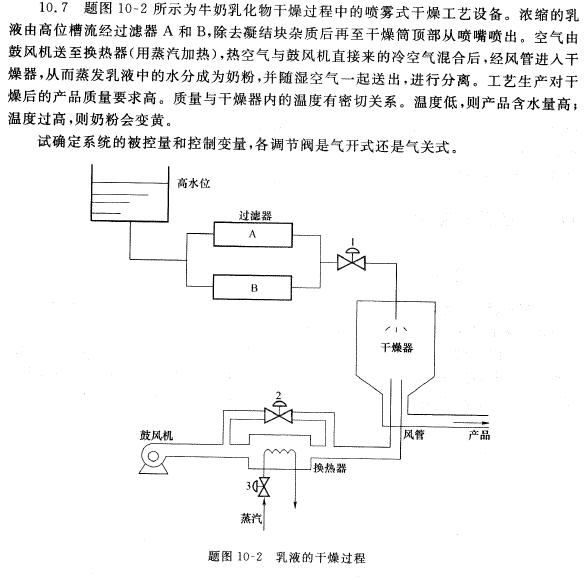 10.7 题图 10-2 所示为牛奶乳化物干燥过程中的喷雾式干燥工艺设备。浓缩的乳
液由高位槽流经过滤器 A 和 B,除去凝结块杂质后再至干燥筒顶部从喷嘴喷出。空气由
鼓风机送至换热器(用蒸汽加热),热空气与鼓风机直接来的冷空气混合后,经风管进入干
燥器,从而蒸发乳液中的水分成为奶粉,并随湿空气一起送出,进行分离。工艺生产对干
燥后的产品质量要求高。质量与干燥器内的温度有密切关系。温度低,则产品含水量高;
温度过高,则奶粉会变黄。
试确定系统的被控量和控制变量,各调节阀是气开式还是气关式。
高水位
过滤器
A
B
1
干燥器
2
鼓风机
风管
产品
换热器
3
蒸汽
题图 10-2 乳液的干燥过程